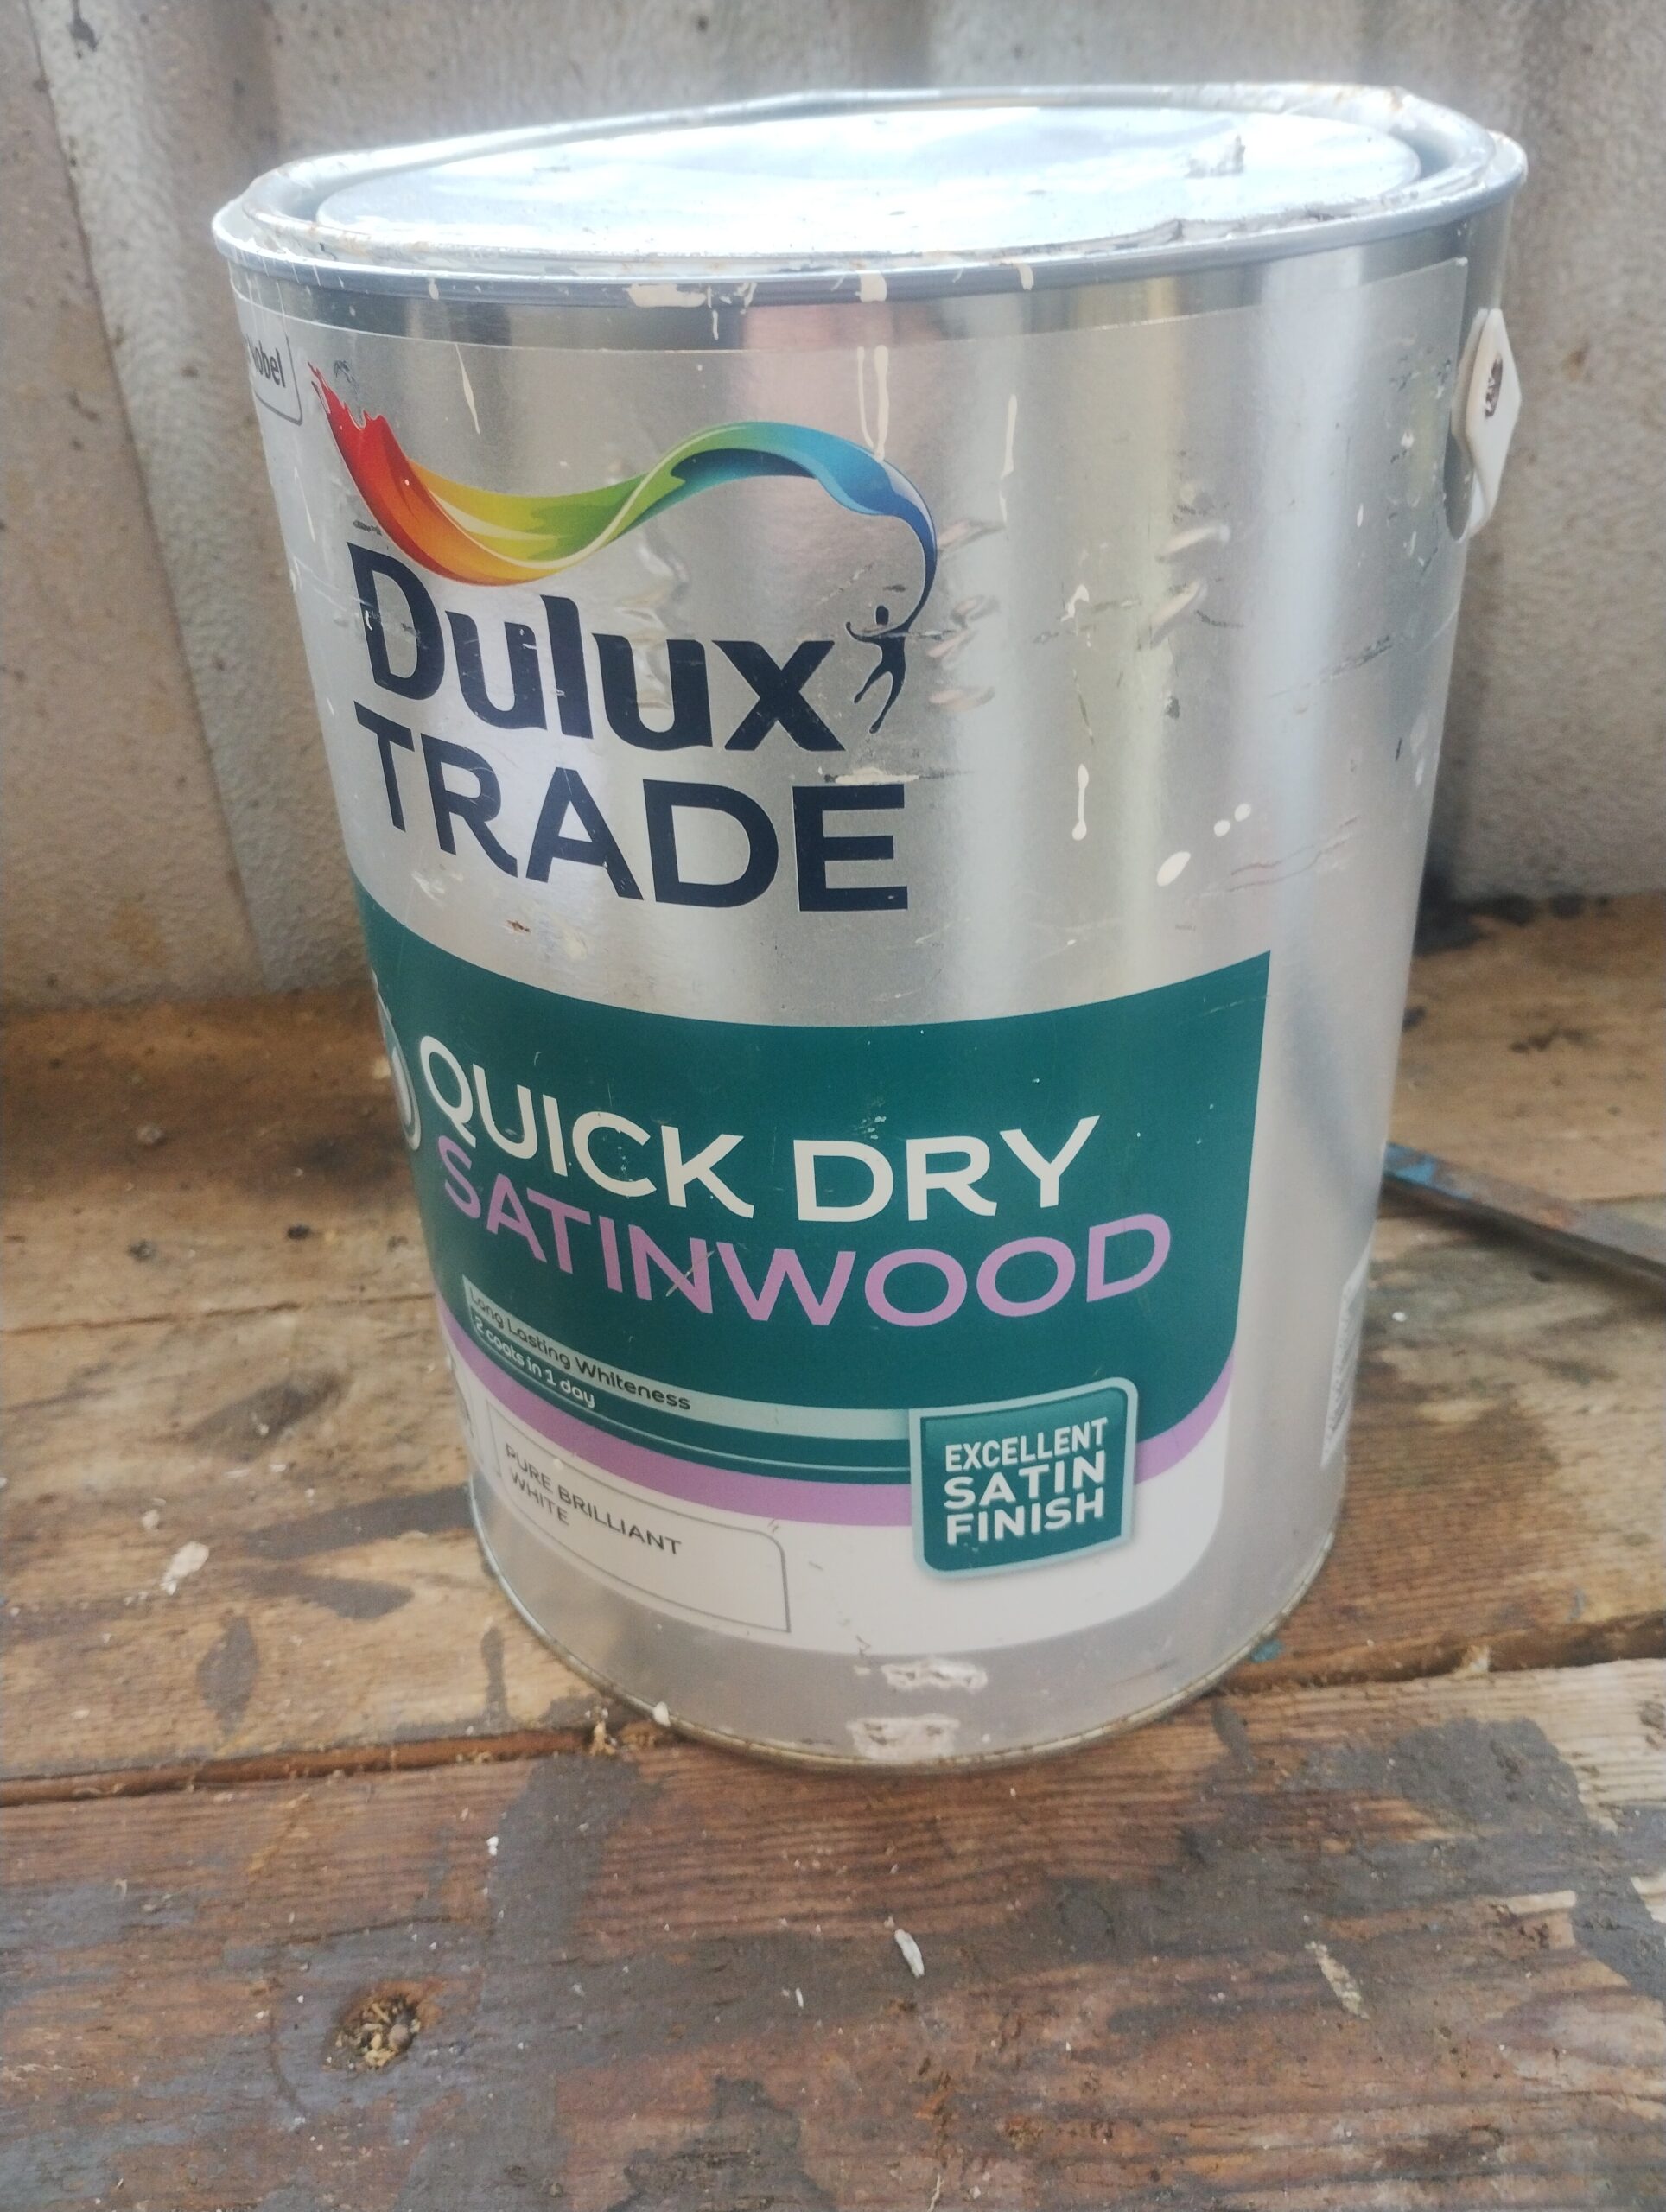 Dulux
TRADE
QUICK DRY
SATINWOOD
Long Lasting Whiteness
2 coats in 1 day
EXCELLENT
SATIN
FINISH
PURE BRILLIANT
WHITE